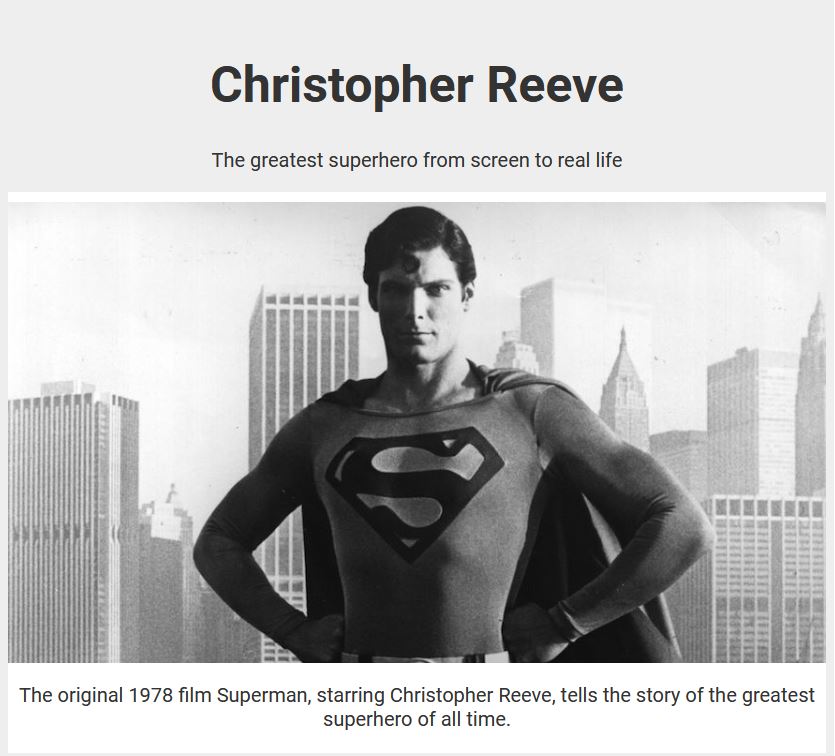 Christopher Reeve
The greatest superhero from screen to real life
S
The original 1978 film Superman, starring Christopher Reeve, tells the story of the greatest
superhero of all time.